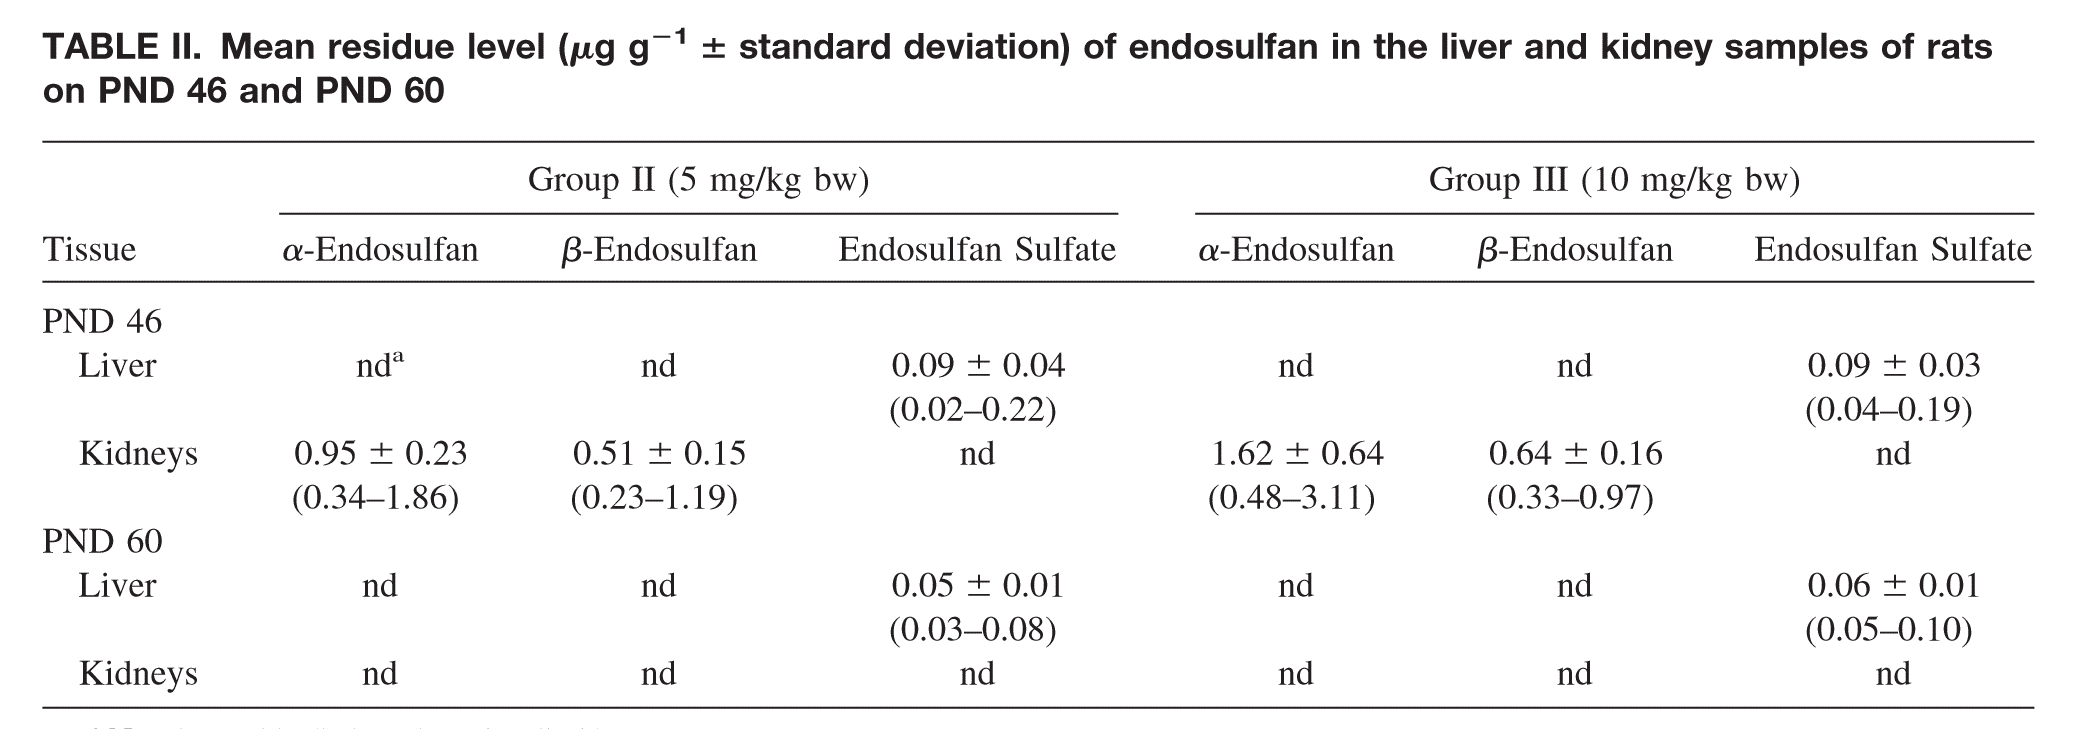 TABLE II. Mean residue level (μg g⁻¹ ± standard deviation) of endosulfan in the liver and kidney samples of rats
on PND 46 and PND 60
Group II (5 mg/kg bw) Group III (10 mg/kg bw)
Tissue α-Endosulfan β-Endosulfan Endosulfan Sulfate α-Endosulfan β-Endosulfan Endosulfan Sulfate
PND 46
Liver ndᵃ nd 0.09 ± 0.04 nd nd 0.09 ± 0.03
(0.02–0.22) (0.04–0.19)
Kidneys 0.95 ± 0.23 0.51 ± 0.15 nd 1.62 ± 0.64 0.64 ± 0.16 nd
(0.34–1.86) (0.23–1.19) (0.48–3.11) (0.33–0.97)
PND 60
Liver nd nd 0.05 ± 0.01 nd nd 0.06 ± 0.01
(0.03–0.08) (0.05–0.10)
Kidneys nd nd nd nd nd nd